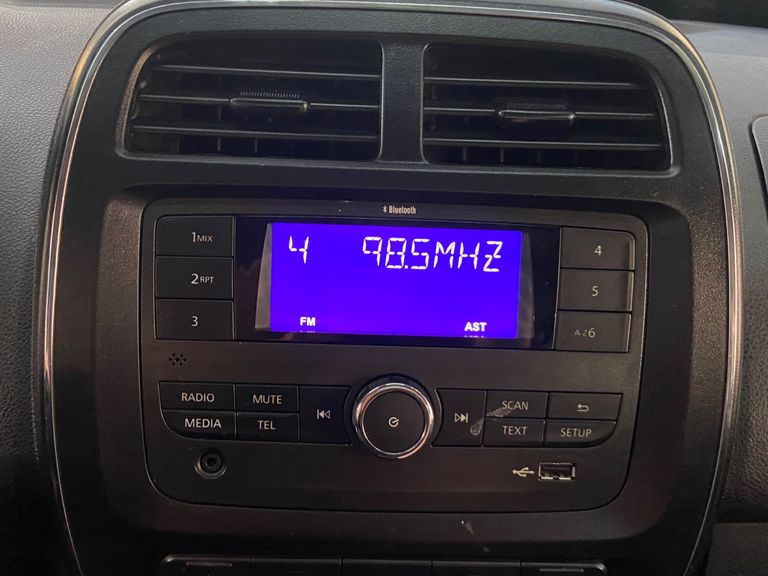 Bluetooth
1MIX
4 98.5MHZ
4
2RPT
5
3
FM
AST
A-Z6
RADIO
MUTE
SCAN
MEDIA
TEL
TEXT
SETUP